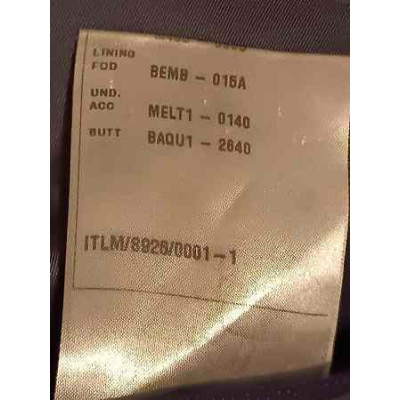 LINING
FOD BEMB - 015A
UND.
ACC MELT1 - 0140
BUTT BAQU1 - 2640
ITLM/8926/0001-1